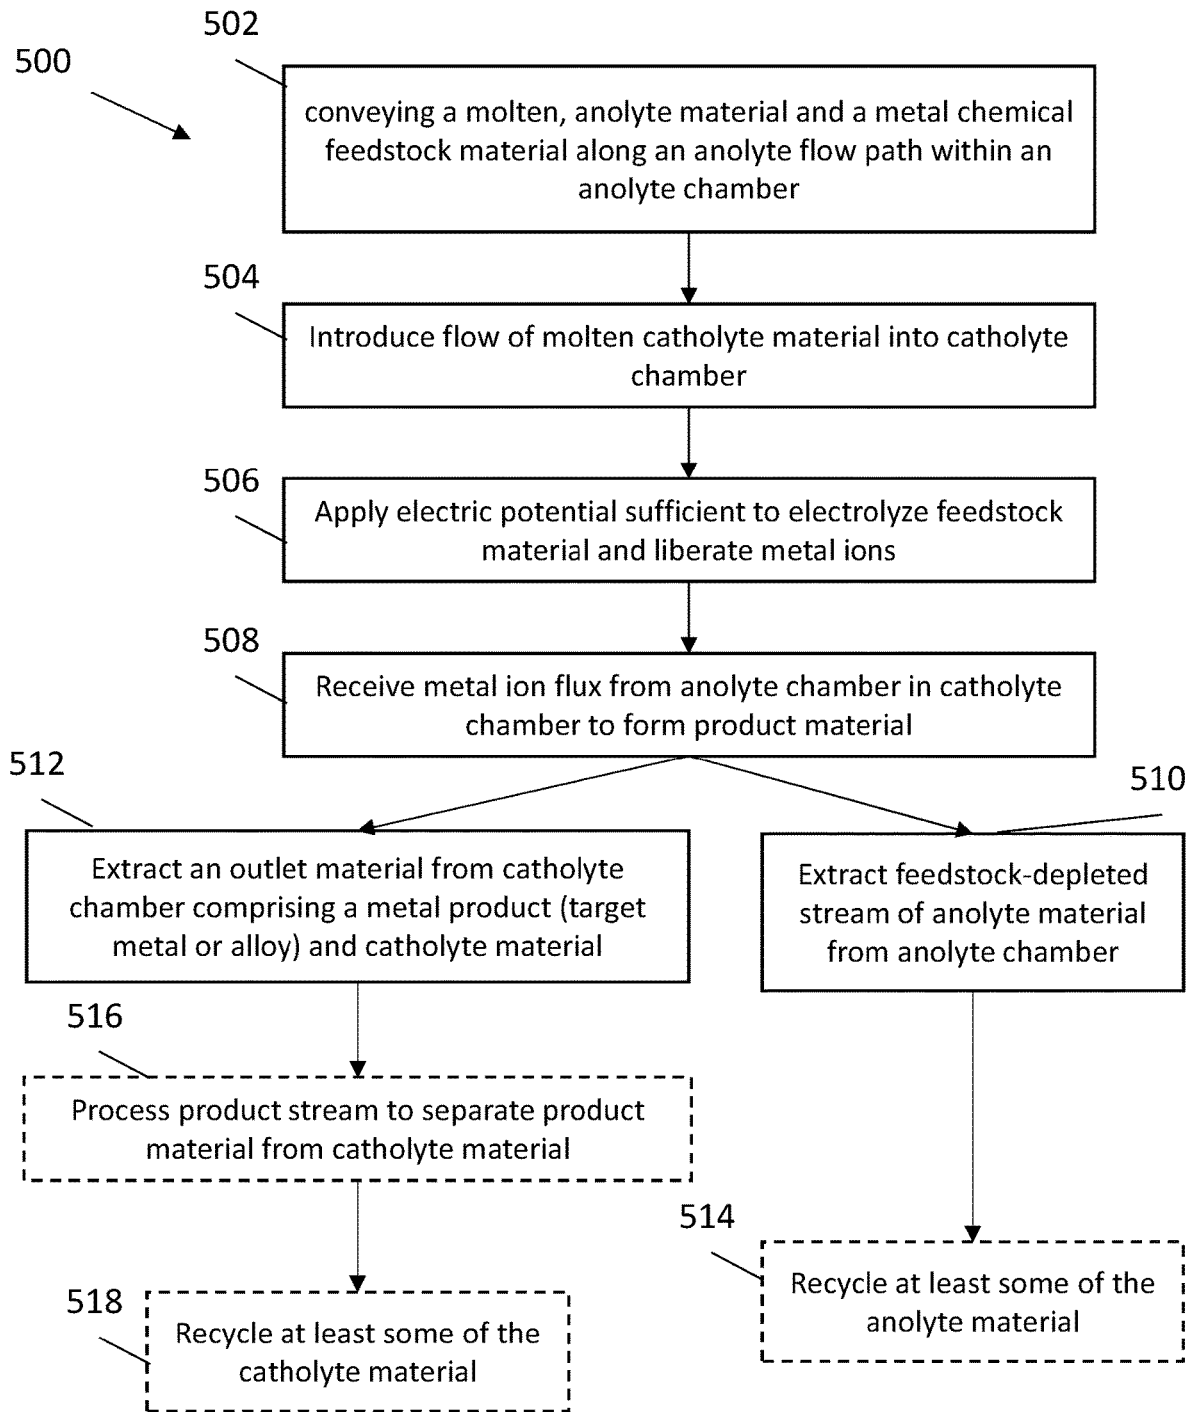 502
500
conveying a molten, anolyte material and a metal chemical
feedstock material along an anolyte flow path within an
anolyte chamber
504
Introduce flow of molten catholyte material into catholyte
chamber
506
Apply electric potential sufficient to electrolyze feedstock
material and liberate metal ions
508
Receive metal ion flux from anolyte chamber in catholyte
chamber to form product material
512
510
Extract an outlet material from catholyte
chamber comprising a metal product (target
metal or alloy) and catholyte material
Extract feedstock-depleted
stream of anolyte material
from anolyte chamber
516
Process product stream to separate product
material from catholyte material
514
Recycle at least some of the
anolyte material
518
Recycle at least some of the
catholyte material